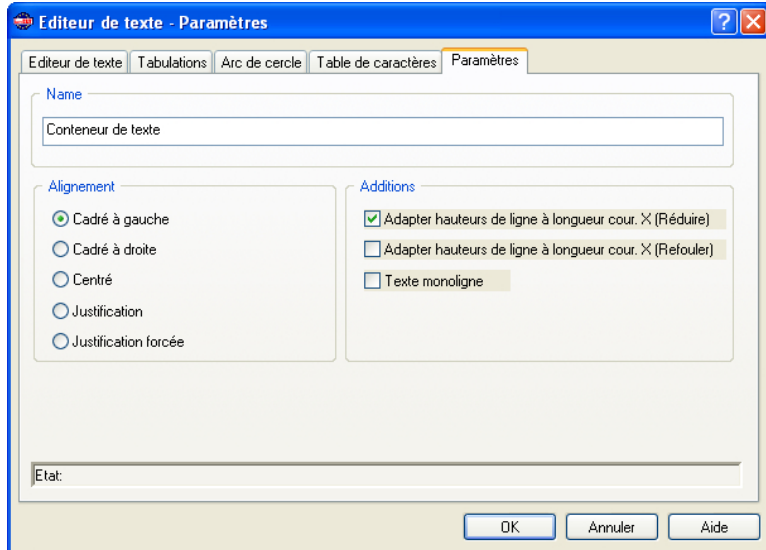 Editeur de texte - Paramètres
Editeur de texte Tabulations Arc de cercle Table de caractères Paramètres
Name
Conteneur de texte
Alignement
Cadré à gauche
Cadré à droite
Centré
Justification
Justification forcée
Additions
Adapter hauteurs de ligne à longueur cour. X (Réduire)
Adapter hauteurs de ligne à longueur cour. X (Refouler)
Texte monoligne
Etat:
OK Annuler Aide